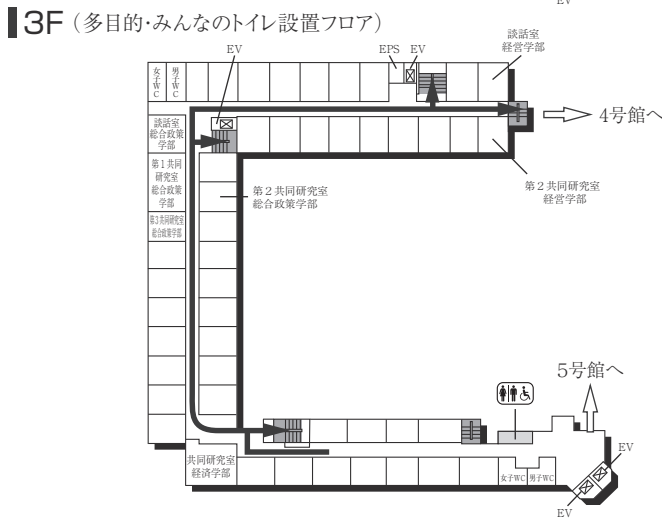 EV
3F（多目的・みんなのトイレ設置フロア）
談話室
経営学部
EV
EPS
EV
女子WC
男子WC
4号館へ
談話室
総合政策
学部
第1共同
研究室
総合政策
学部
第2共同研究室
総合政策学部
第2共同研究室
経営学部
第3共同研究室
総合政策学部
5号館へ
共同研究室
経済学部
女子WC
男子WC
EV
EV